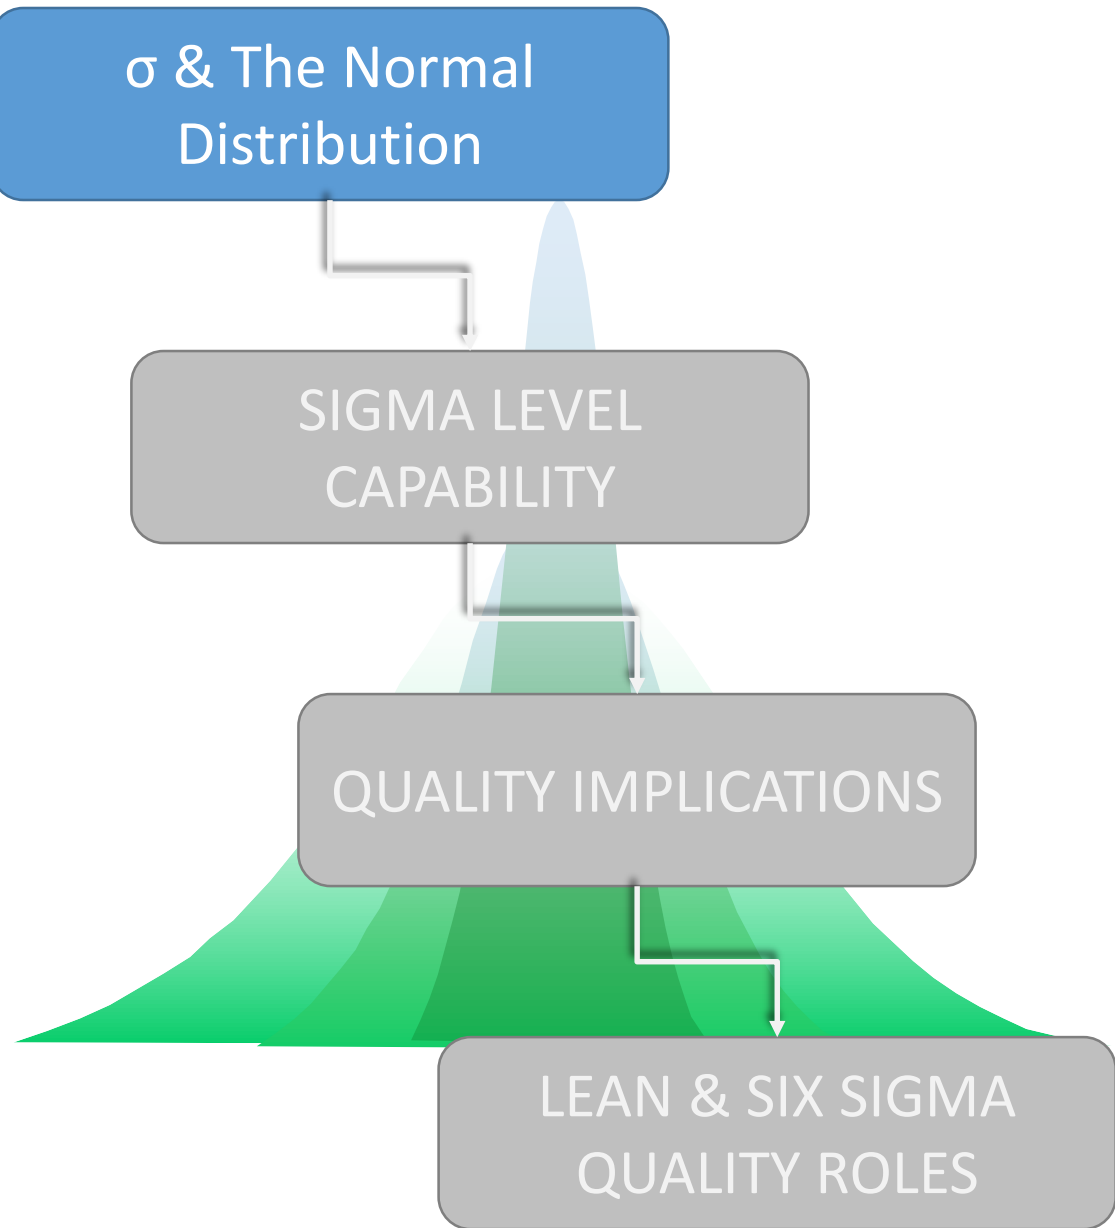 σ & The Normal
Distribution
SIGMA LEVEL
CAPABILITY
QUALITY IMPLICATIONS
LEAN & SIX SIGMA
QUALITY ROLES